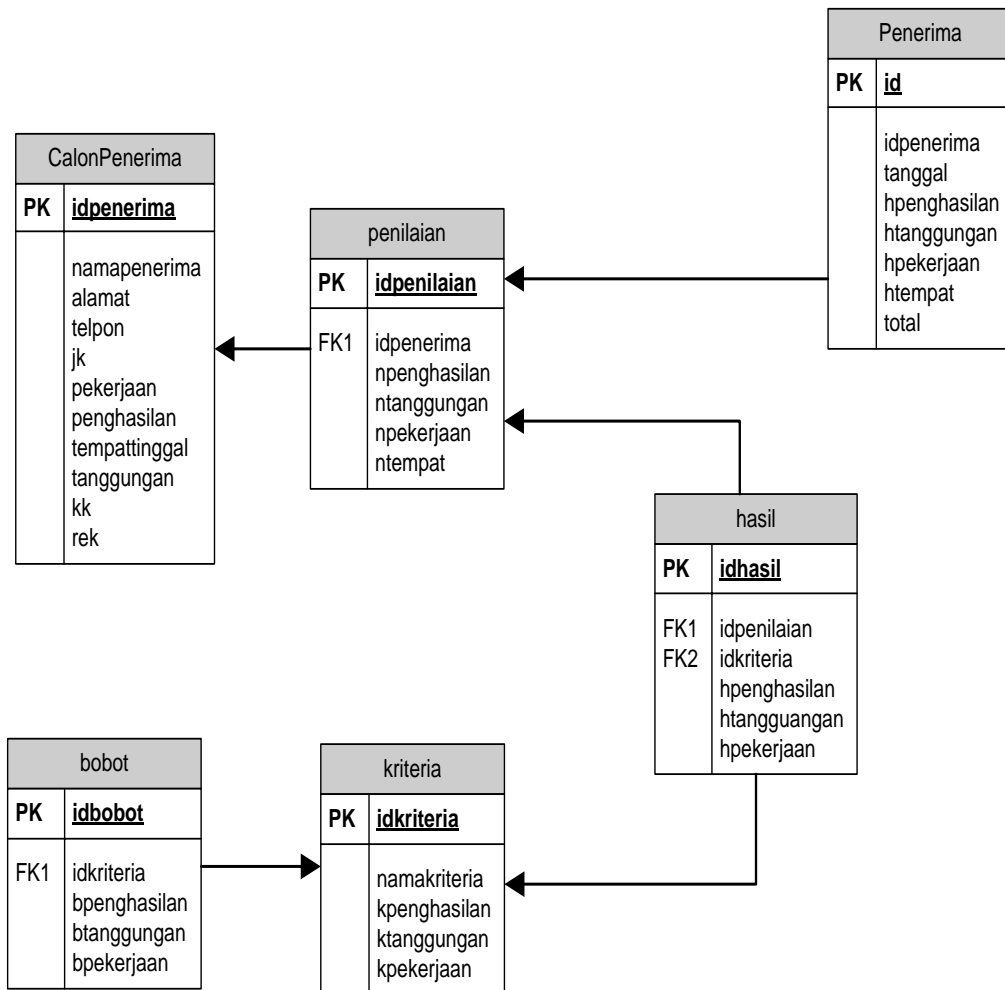 Penerima
PK id
idpenerima
tanggal
hpenghasilan
htanggungan
hpekerjaan
htempat
total
CalonPenerima
PK idpenerima
namapenerima
alamat
telpon
jk
pekerjaan
penghasilan
tempattinggal
tanggungan
kk
rek
penilaian
PK idpenilaian
FK1 idpenerima
npenghasilan
ntanggungan
npekerjaan
ntempat
hasil
PK idhasil
FK1 idpenilaian
FK2 idkriteria
hpenghasilan
htangguangan
hpekerjaan
bobot
PK idbobot
FK1 idkriteria
bpenghasilan
btanggungan
bpekerjaan
kriteria
PK idkriteria
namakriteria
kpenghasilan
ktanggungan
kpekerjaan